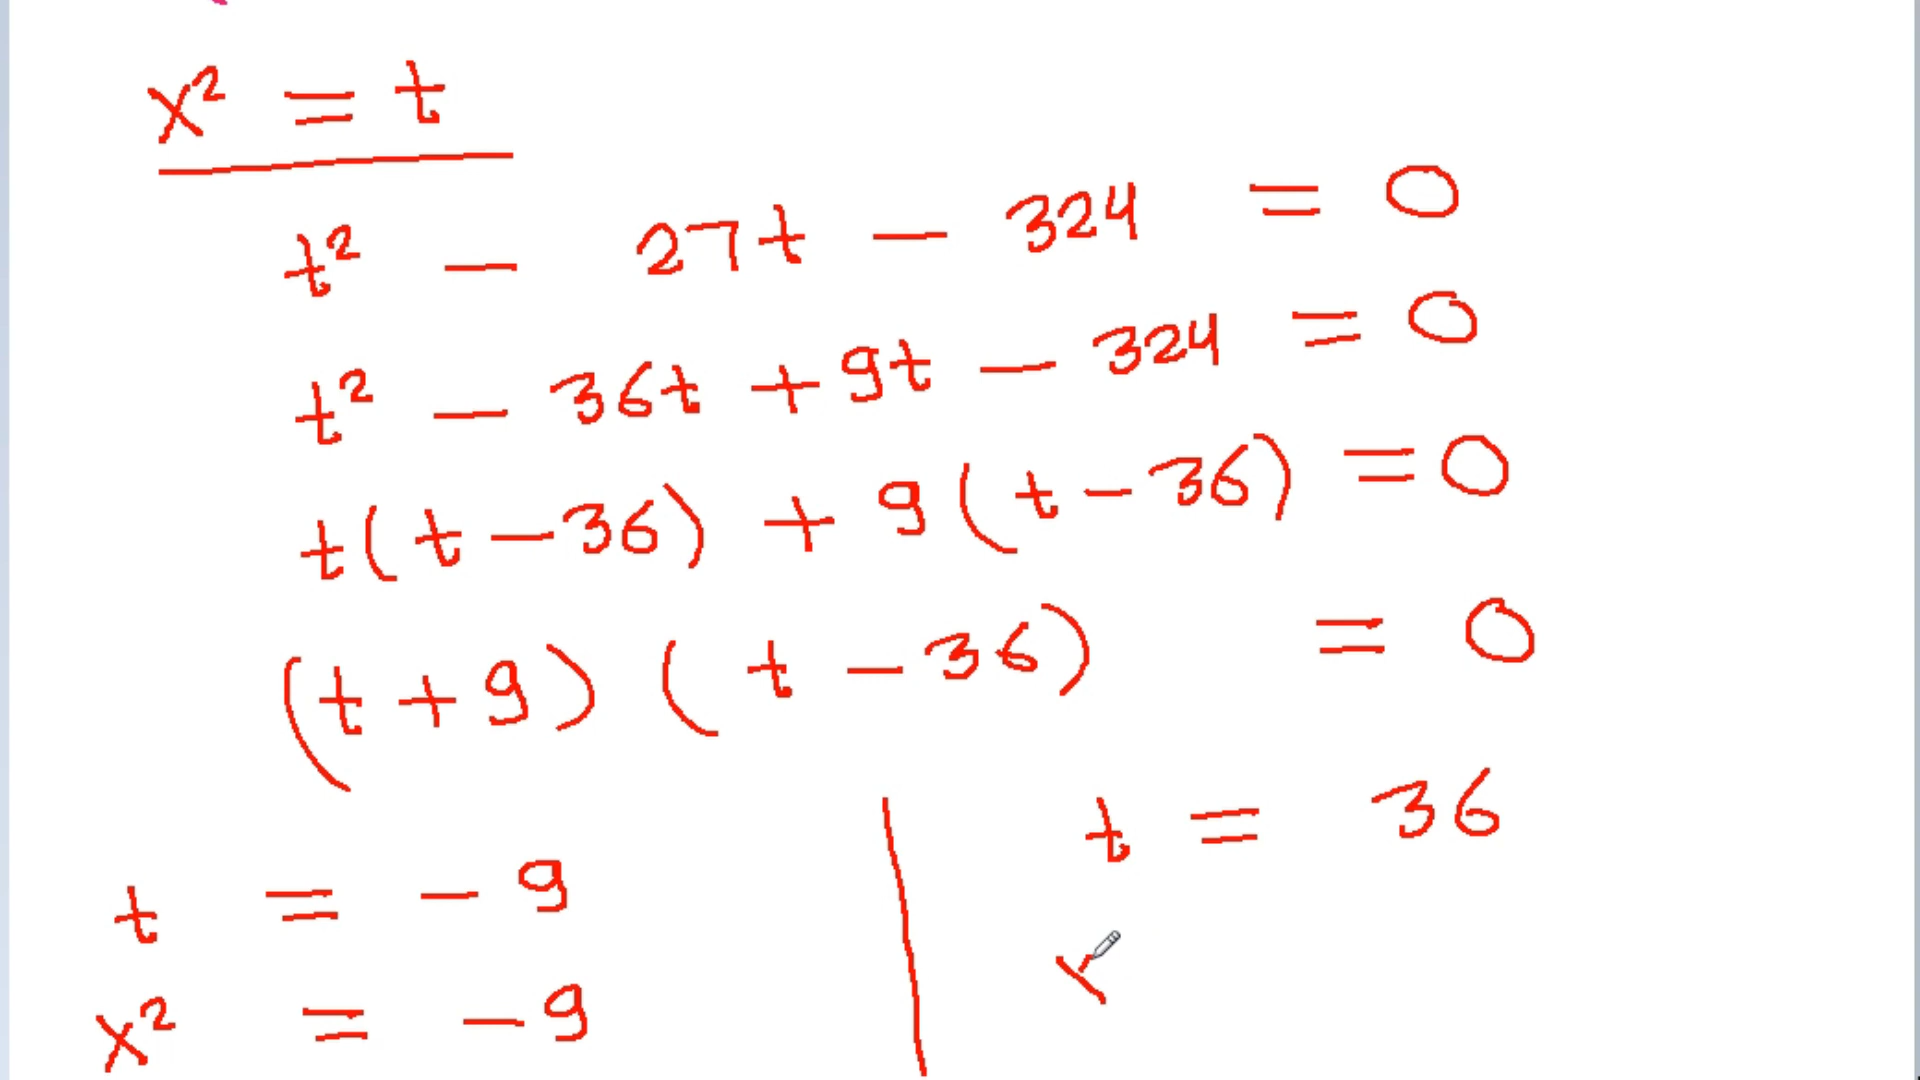 x² = t
t² - 27t - 324 = 0
t² - 36t + 9t - 324 = 0
t(t - 36) + 9(t - 36) = 0
(t + 9)(t - 36) = 0
t = -9
x² = -9
t = 36